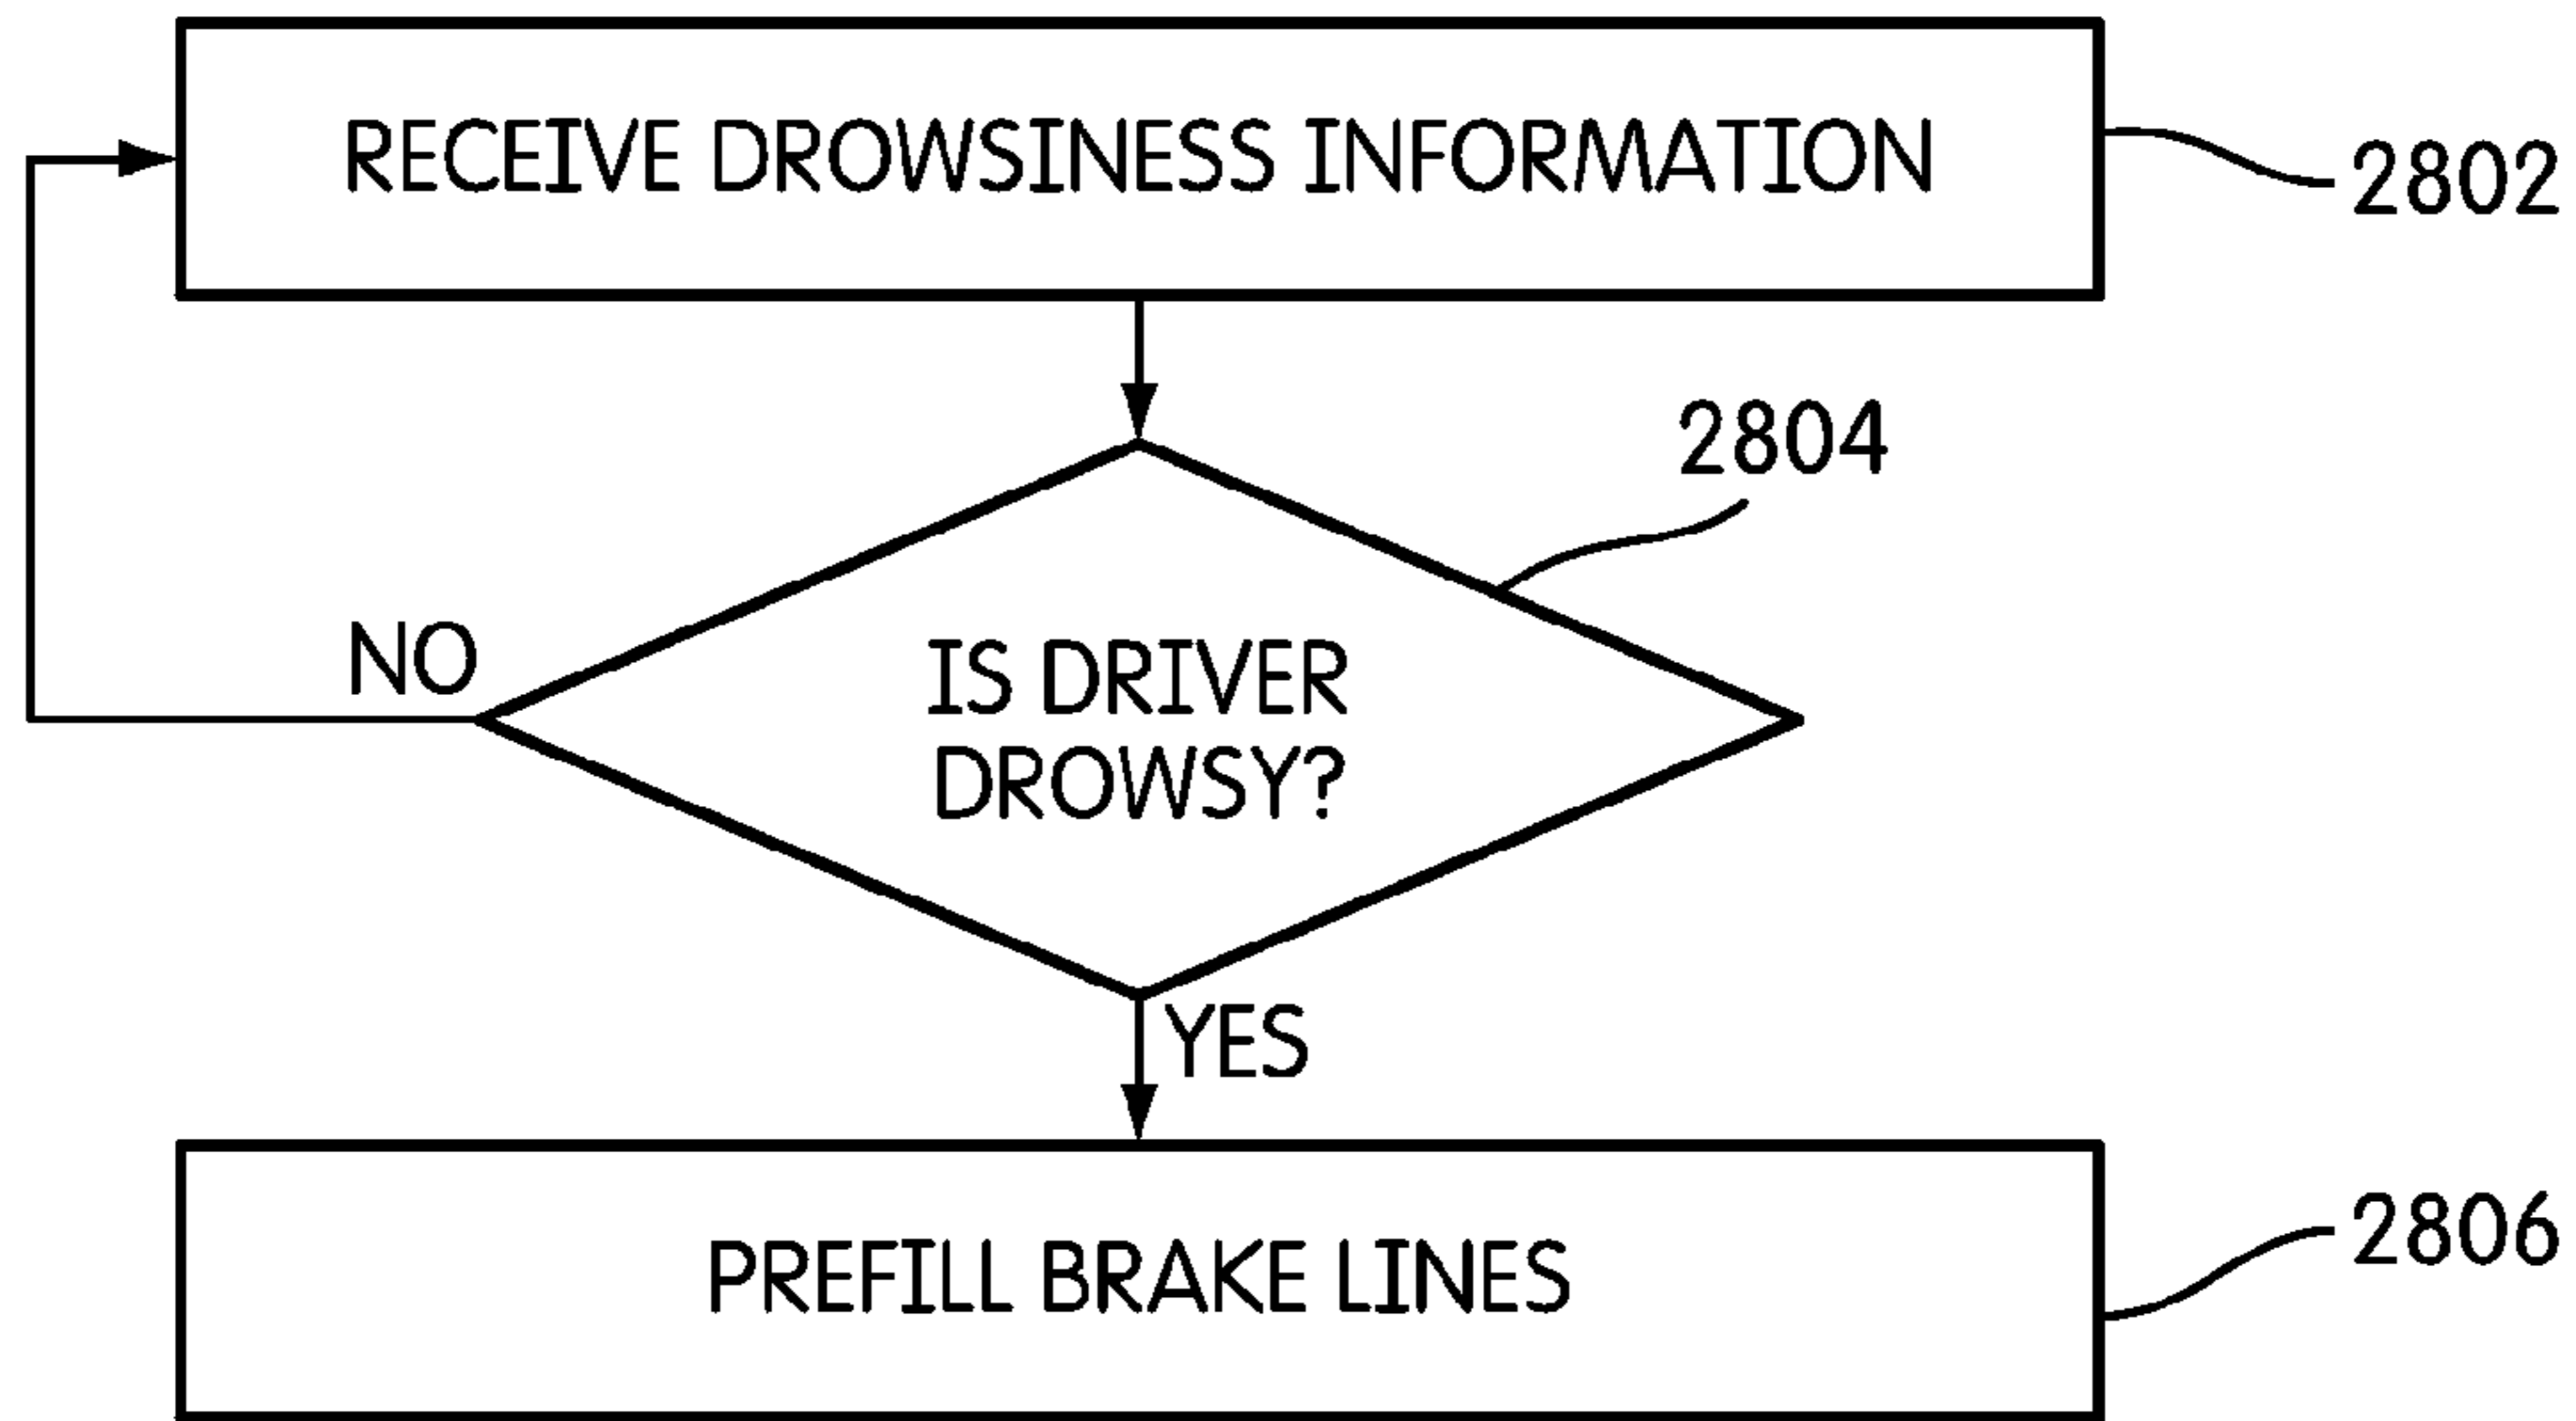 RECEIVE DROWSINESS INFORMATION
2802
2804
NO
IS DRIVER
DROWSY?
YES
PREFILL BRAKE LINES
2806